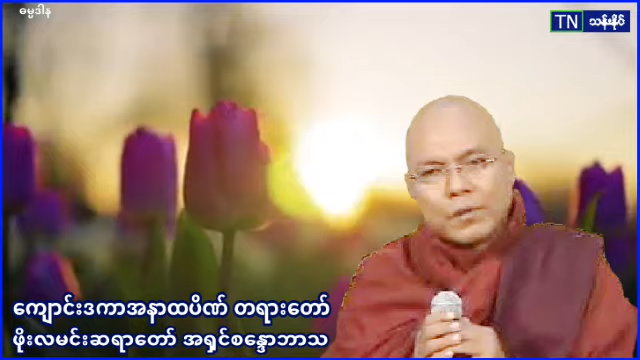 ဓမ္မဒါန
TN သန်းနိုင်
ကျောင်းဒကာအနာထပိဏ် တရားတော်
ဖိုးလမင်းဆရာတော် အရှင်စန္ဒောဘာသ